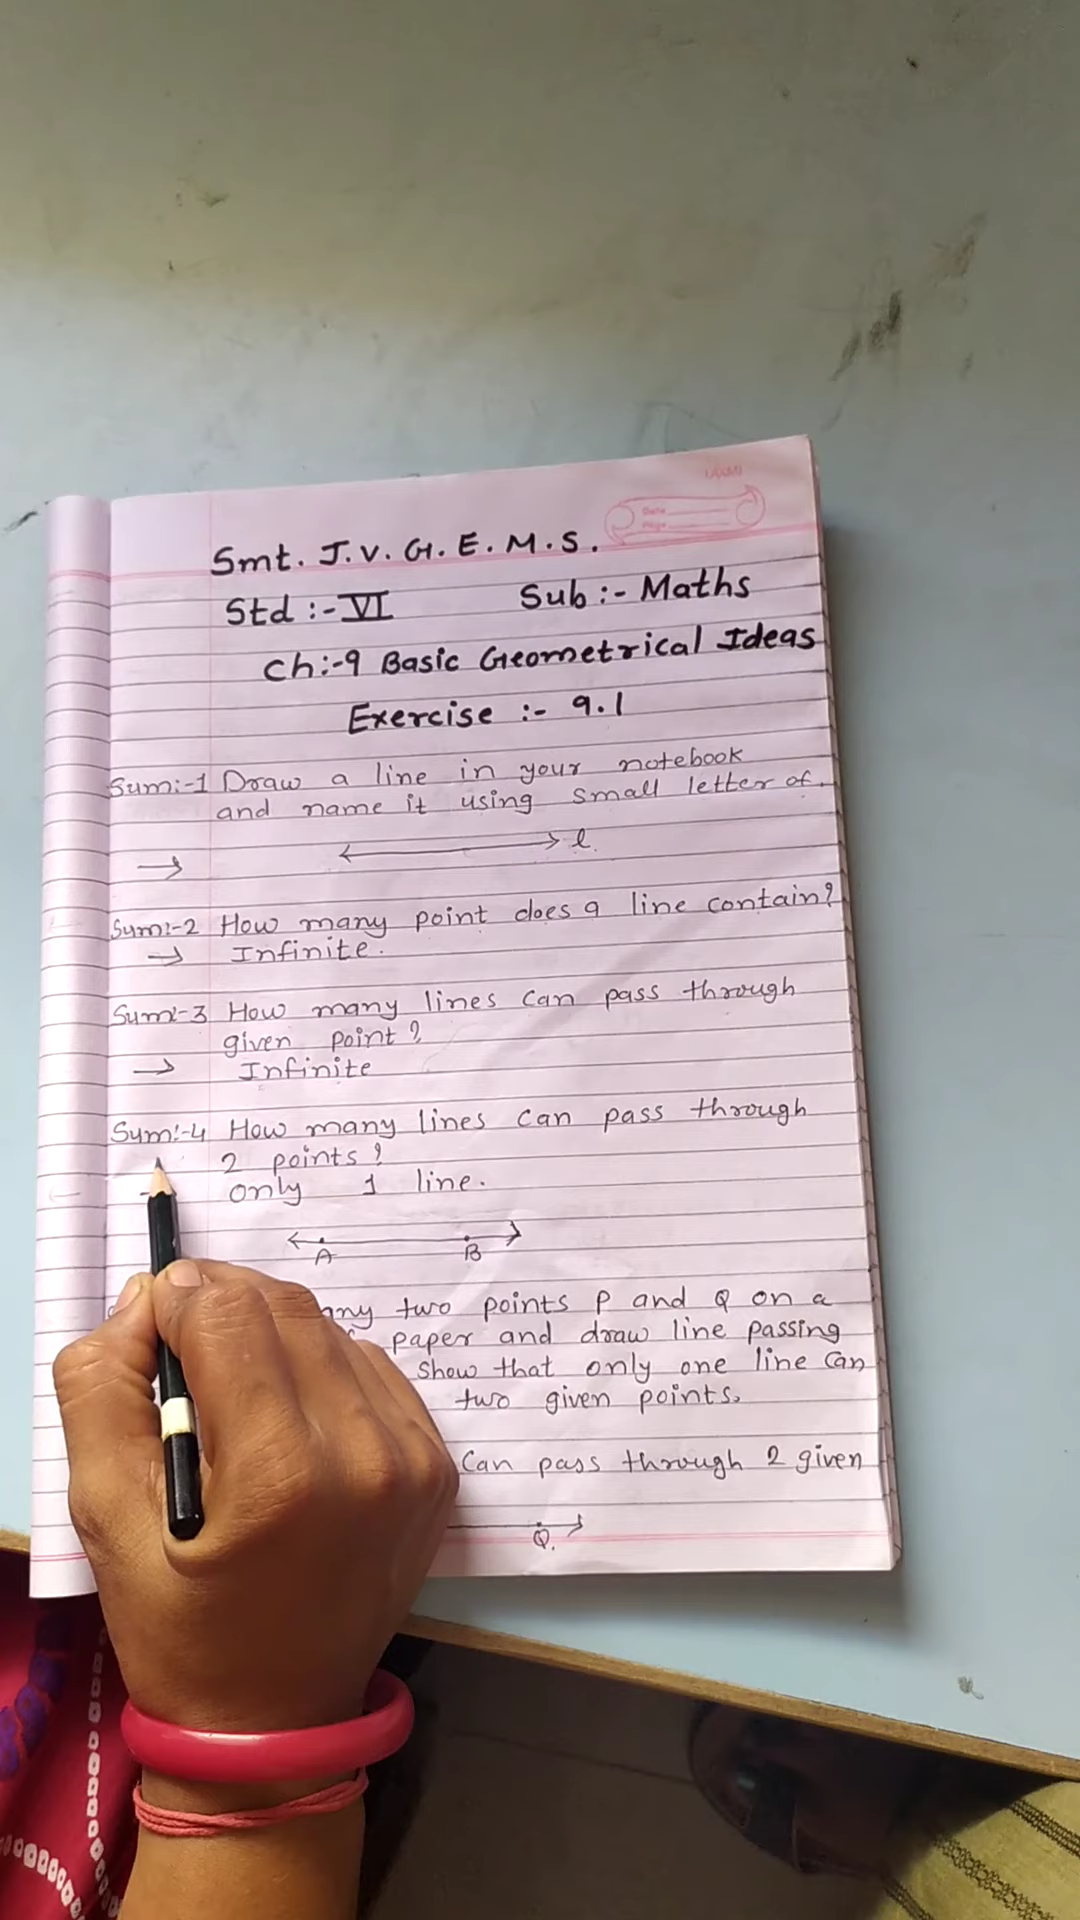 Date
Page
Smt. J.V. G. E. M. S.
Std :- VI Sub :- Maths
Ch:-9 Basic Geometrical Ideas
Exercise :- 9.1
Sum:-1 Draw a line in your notebook
and name it using small letter of.
→ l.
Sum:-2 How many point does a line contain?
→ Infinite.
Sum:-3 How many lines can pass through
given point?
→ Infinite
Sum:-4 How many lines can pass through
2 points?
only 1 line.
A B
two points P and Q on a
paper and draw line passing
Show that only one line can
two given points.
Can pass through 2 given
Q.